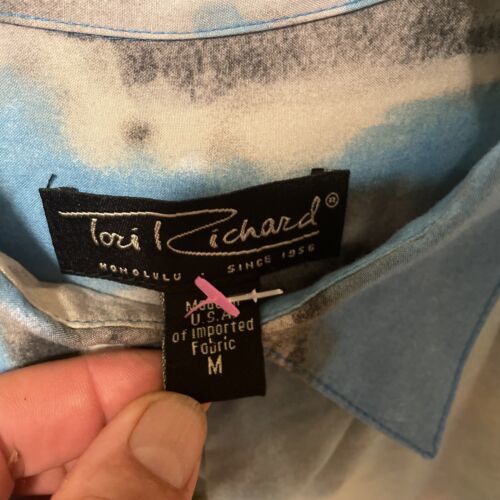 Tori Richard®
HONOLULU · SINCE 1956
Made in
U.S.A.
of imported
Fabric
M